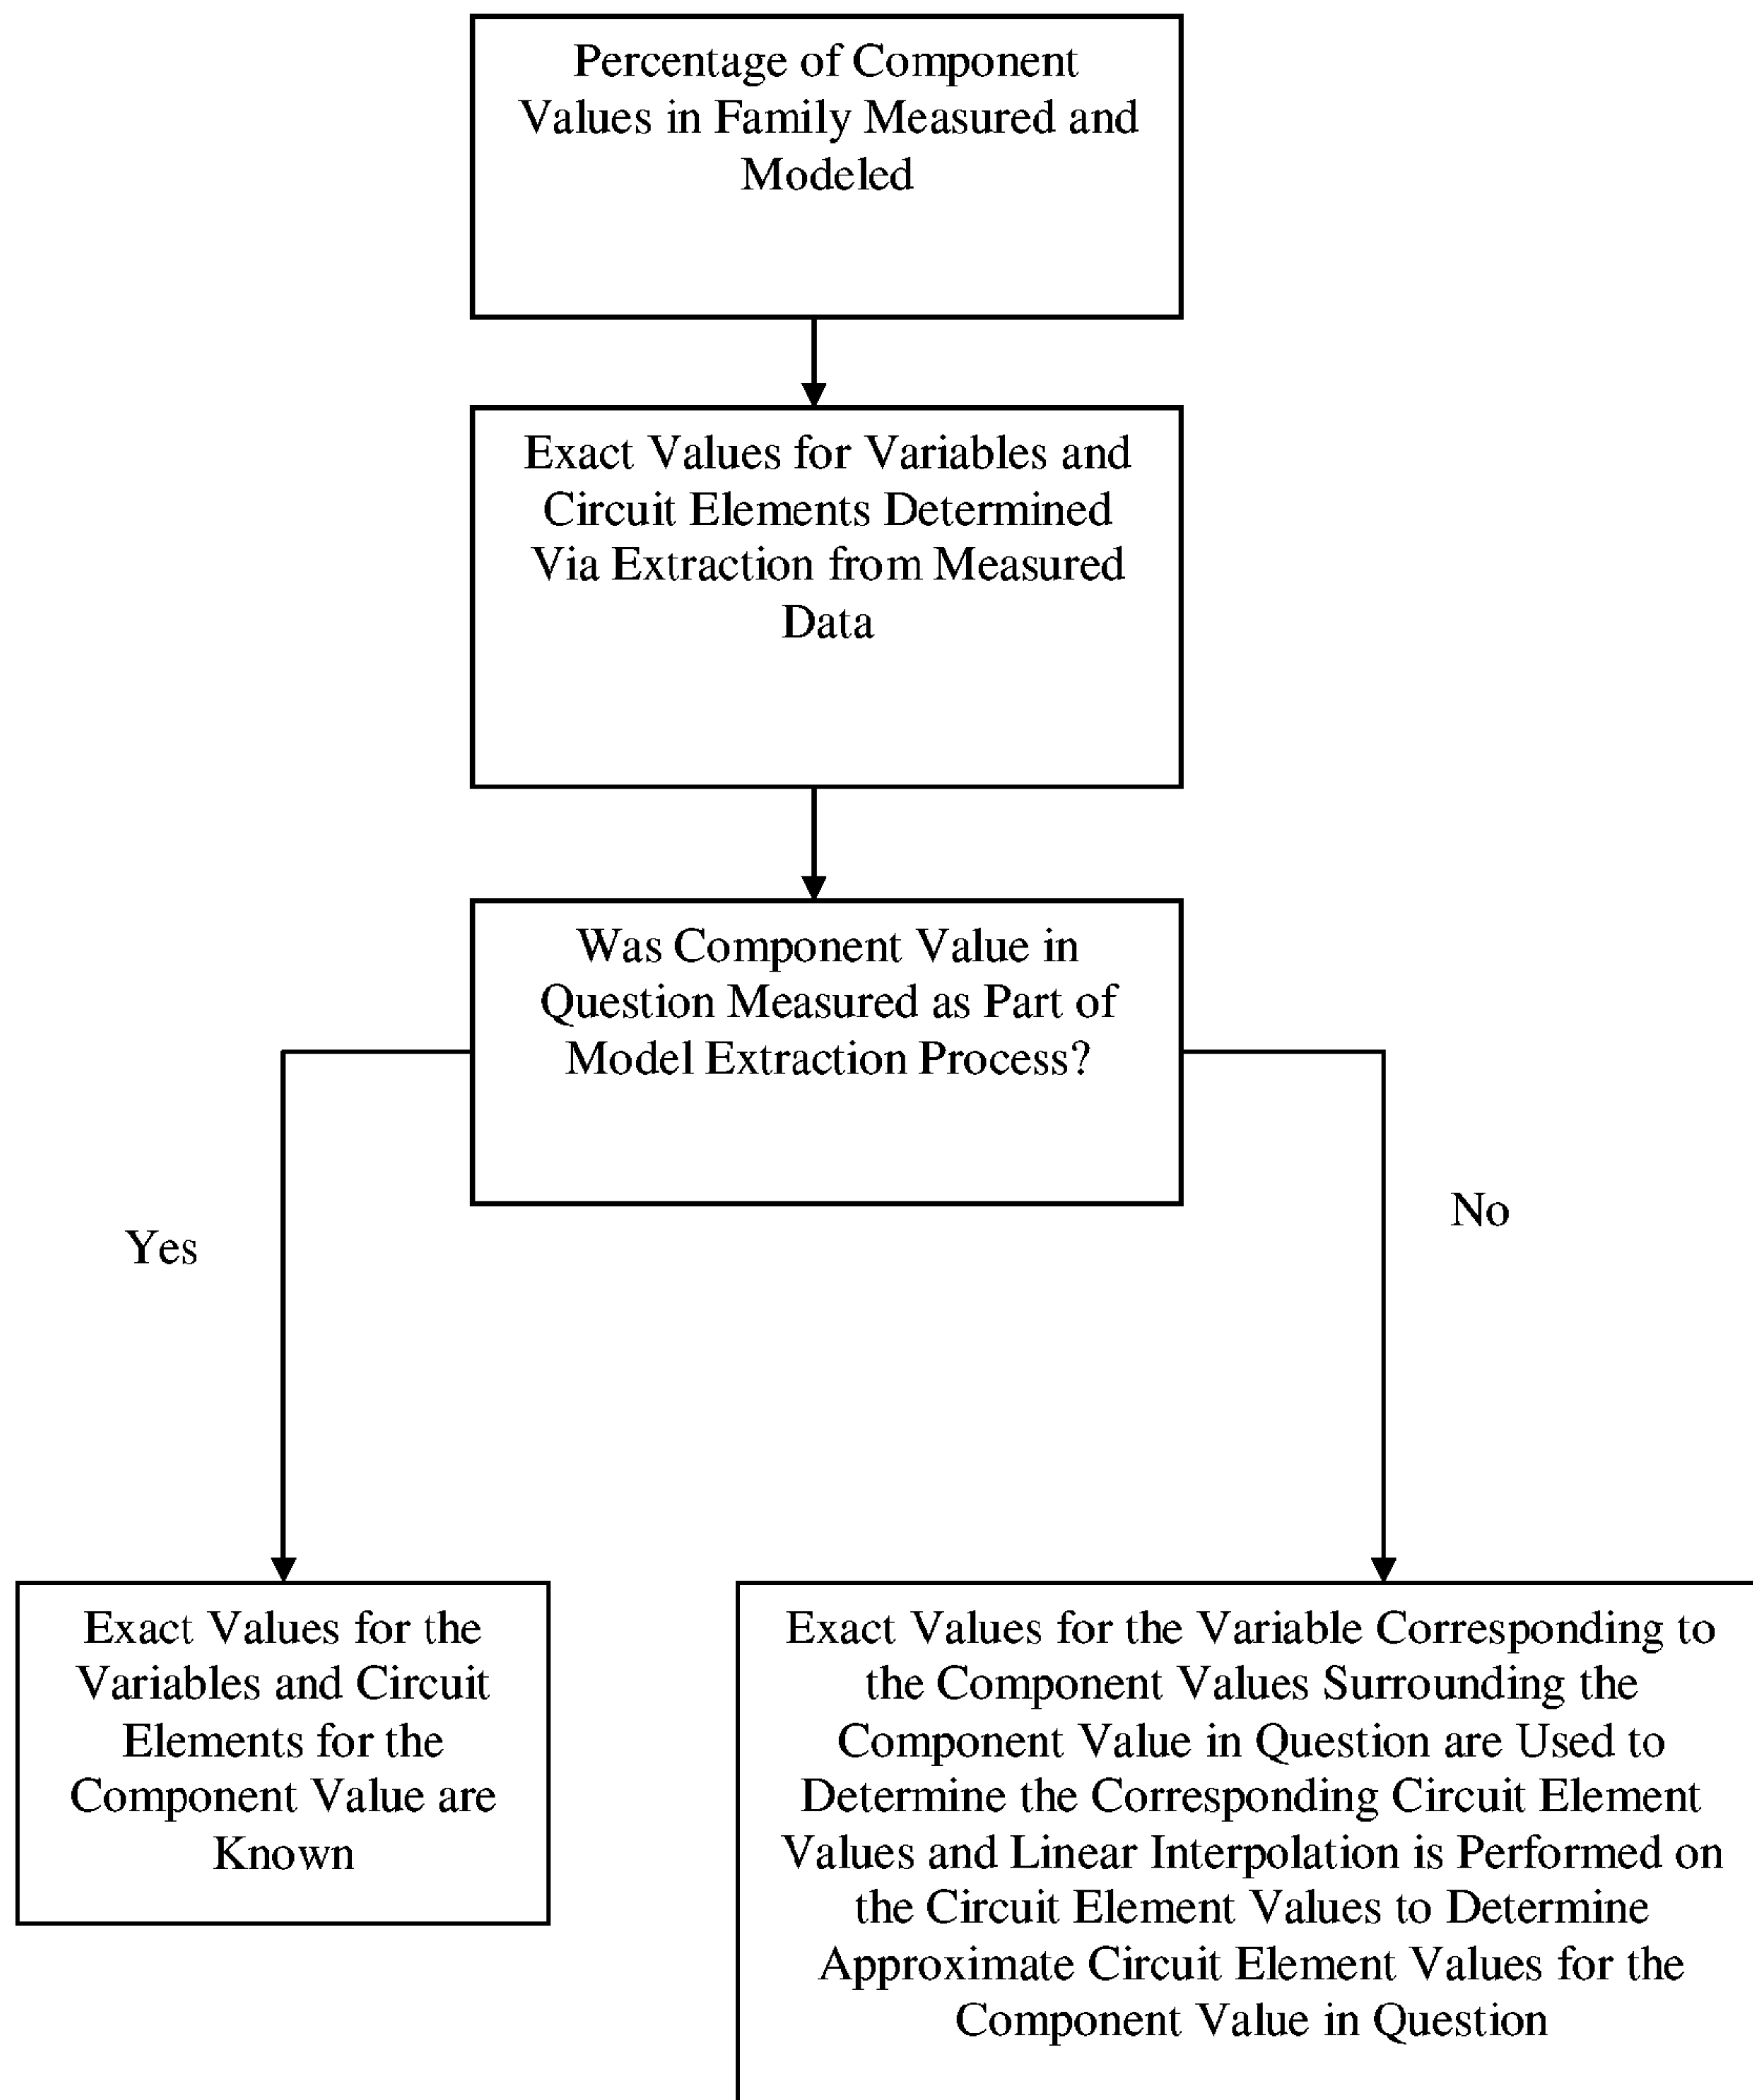 Percentage of Component
Values in Family Measured and
Modeled
Exact Values for Variables and
Circuit Elements Determined
Via Extraction from Measured
Data
Was Component Value in
Question Measured as Part of
Model Extraction Process?
Yes
No
Exact Values for the
Variables and Circuit
Elements for the
Component Value are
Known
Exact Values for the Variable Corresponding to
the Component Values Surrounding the
Component Value in Question are Used to
Determine the Corresponding Circuit Element
Values and Linear Interpolation is Performed on
the Circuit Element Values to Determine
Approximate Circuit Element Values for the
Component Value in Question